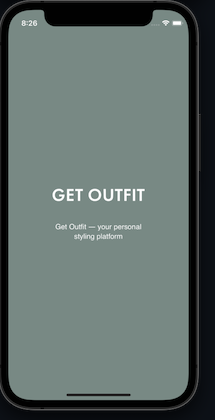 8:26
GET OUTFIT
Get Outfit — your personal
styling platform